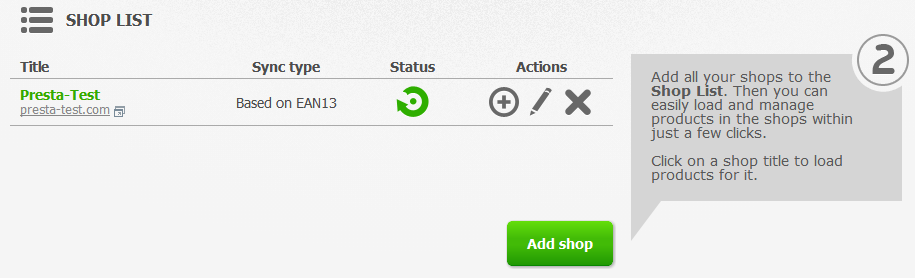 SHOP LIST
Title Sync type Status Actions
Presta-Test
presta-test.com
Based on EAN13
Add shop
2
Add all your shops to the
Shop List. Then you can
easily load and manage
products in the shops within
just a few clicks.
Click on a shop title to load
products for it.